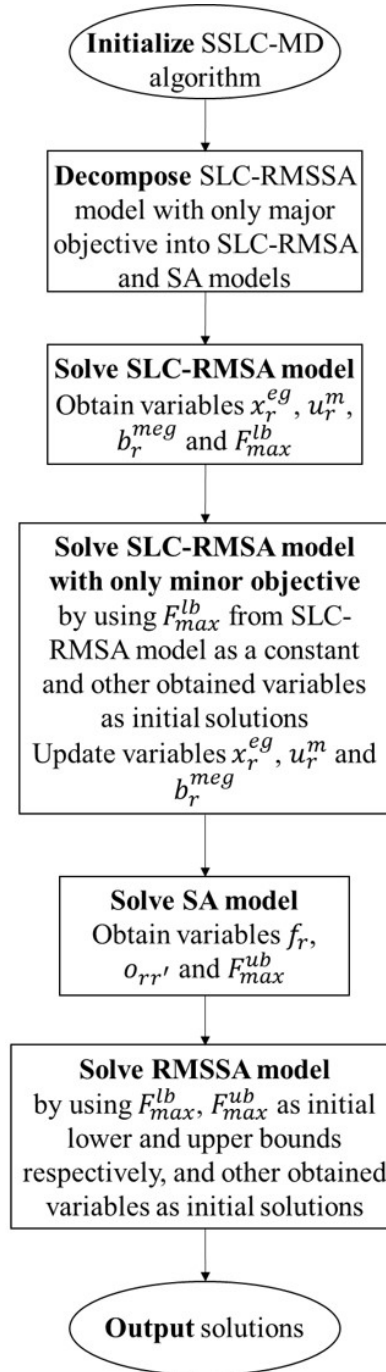 Initialize SSLC-MD
algorithm
Decompose SLC-RMSSA
model with only major
objective into SLC-RMSA
and SA models
Solve SLC-RMSA model
Obtain variables $x_r^{eg}$, $u_r^m$,
$b_r^{meg}$ and $F_{max}^{lb}$
Solve SLC-RMSA model
with only minor objective
by using $F_{max}^{lb}$ from SLC-
RMSA model as a constant
and other obtained variables
as initial solutions
Update variables $x_r^{eg}$, $u_r^m$ and
$b_r^{meg}$
Solve SA model
Obtain variables $f_r$,
$o_{rr'}$ and $F_{max}^{ub}$
Solve RMSSA model
by using $F_{max}^{lb}$, $F_{max}^{ub}$ as initial
lower and upper bounds
respectively, and other obtained
variables as initial solutions
Output solutions